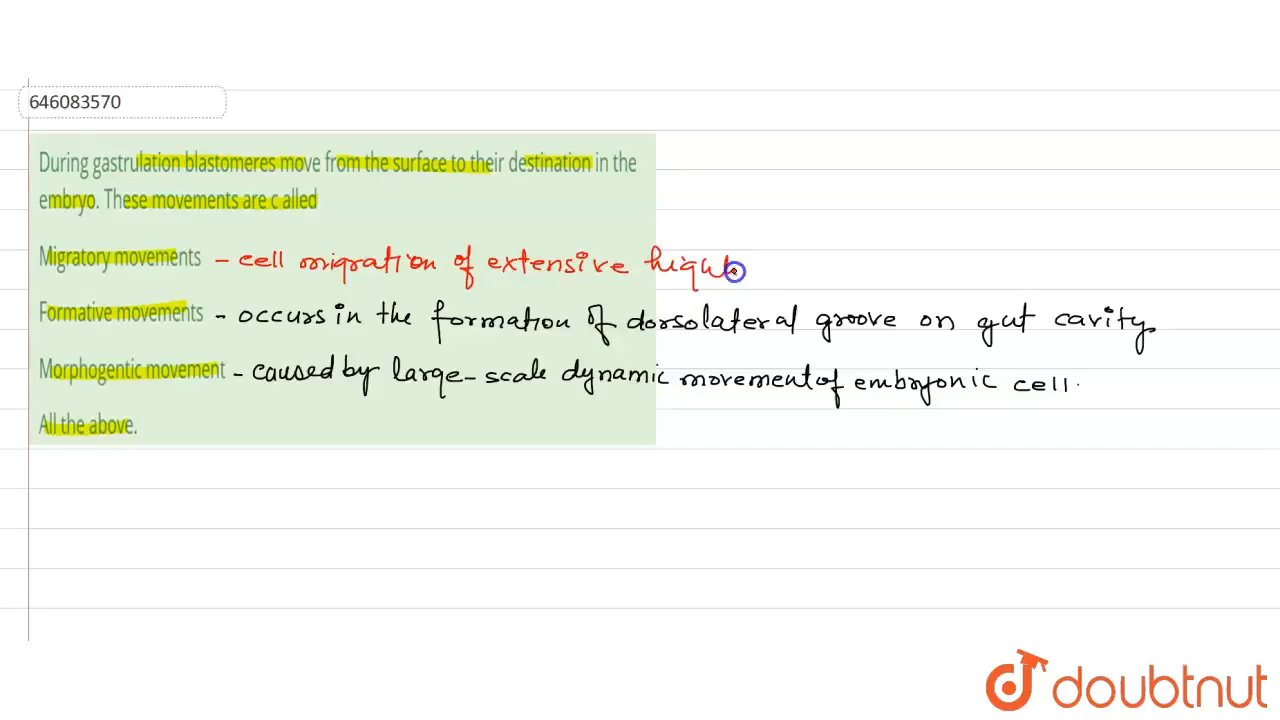 646083570
During gastrulation blastomeres move from the surface to their destination in the
embryo. These movements are c alled
Migratory movements - cell migration of extensive
Formative movements - occurs in the formation of dorsolateral groove on gut cavity.
Morphogentic movement - caused by large-scale dynamic movement of embryonic cell.
All the above.
doubtnut